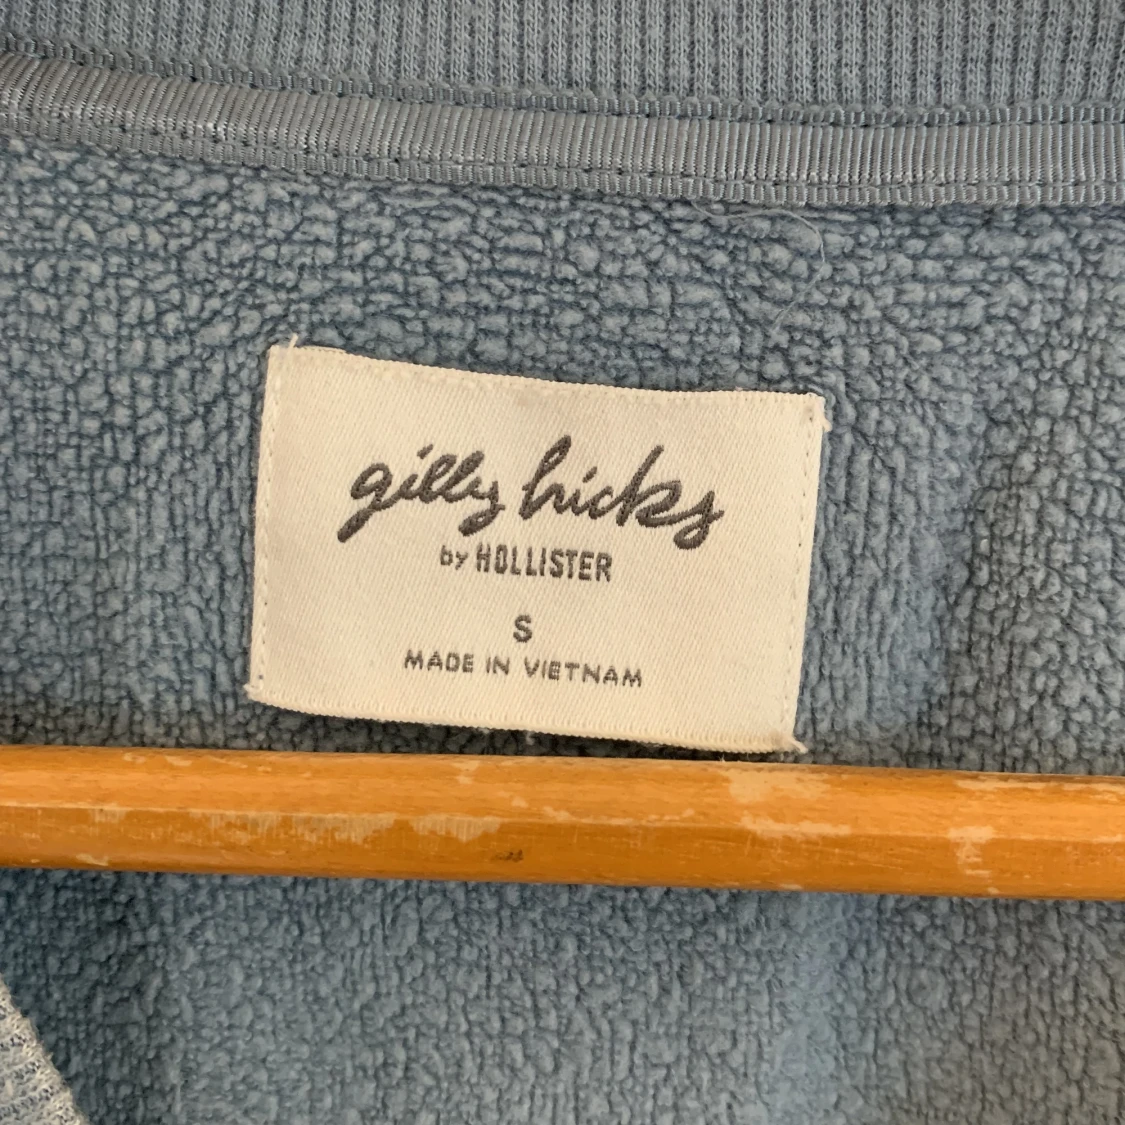 gilly hicks
by HOLLISTER
S
MADE IN VIETNAM